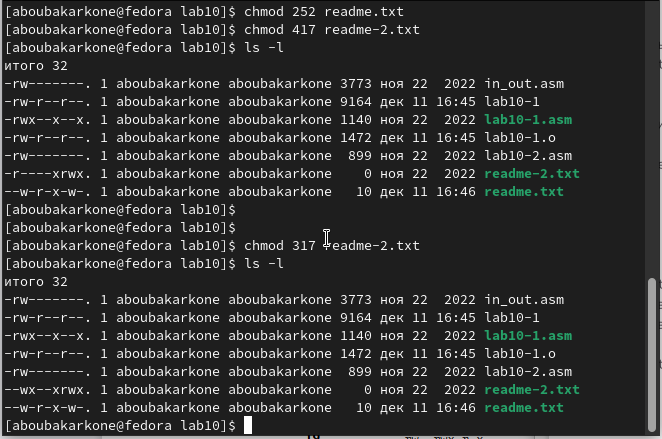 [aboubakarkone@fedora lab10]$ chmod 252 readme.txt
[aboubakarkone@fedora lab10]$ chmod 417 readme-2.txt
[aboubakarkone@fedora lab10]$ ls -l
итого 32
-rw-------. 1 aboubakarkone aboubakarkone 3773 ноя 22  2022 in_out.asm
-rw-r--r--. 1 aboubakarkone aboubakarkone 9164 дек 11 16:45 lab10-1
-rwx--x--x. 1 aboubakarkone aboubakarkone 1140 ноя 22  2022 lab10-1.asm
-rw-r--r--. 1 aboubakarkone aboubakarkone 1472 дек 11 16:45 lab10-1.o
-rw-------. 1 aboubakarkone aboubakarkone  899 ноя 22  2022 lab10-2.asm
-r----xrwx. 1 aboubakarkone aboubakarkone    0 ноя 22  2022 readme-2.txt
--w-r-x-w-. 1 aboubakarkone aboubakarkone   10 дек 11 16:46 readme.txt
[aboubakarkone@fedora lab10]$
[aboubakarkone@fedora lab10]$
[aboubakarkone@fedora lab10]$ chmod 317 readme-2.txt
[aboubakarkone@fedora lab10]$ ls -l
итого 32
-rw-------. 1 aboubakarkone aboubakarkone 3773 ноя 22  2022 in_out.asm
-rw-r--r--. 1 aboubakarkone aboubakarkone 9164 дек 11 16:45 lab10-1
-rwx--x--x. 1 aboubakarkone aboubakarkone 1140 ноя 22  2022 lab10-1.asm
-rw-r--r--. 1 aboubakarkone aboubakarkone 1472 дек 11 16:45 lab10-1.o
-rw-------. 1 aboubakarkone aboubakarkone  899 ноя 22  2022 lab10-2.asm
--wx--xrwx. 1 aboubakarkone aboubakarkone    0 ноя 22  2022 readme-2.txt
--w-r-x-w-. 1 aboubakarkone aboubakarkone   10 дек 11 16:46 readme.txt
[aboubakarkone@fedora lab10]$